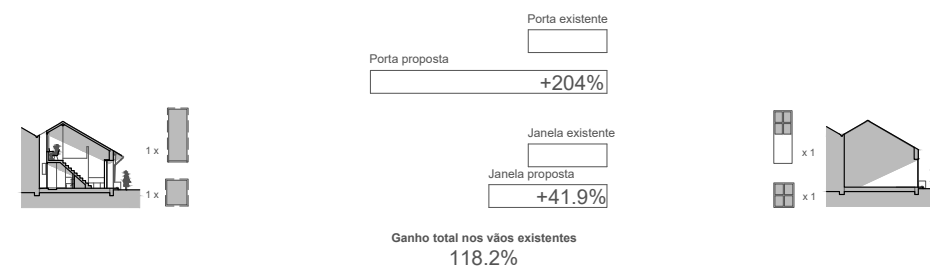 Porta existente
Porta proposta
+204%
1 x
1 x
Janela existente
Janela proposta
+41.9%
x 1
x 1
Ganho total nos vãos existentes
118.2%